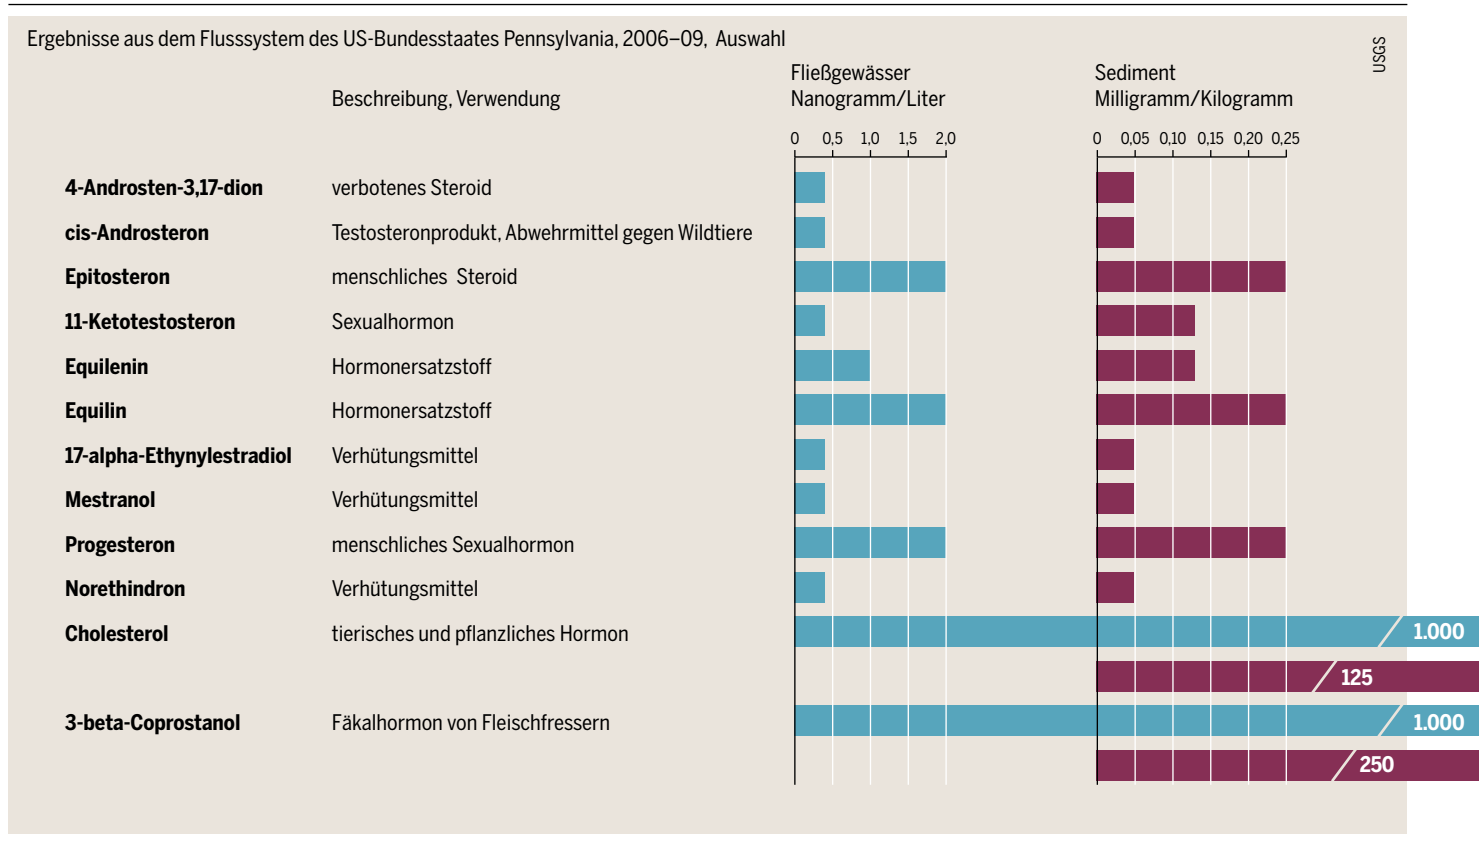 Ergebnisse aus dem Flusssystem des US-Bundesstaates Pennsylvania, 2006–09, Auswahl
USGS
Beschreibung, Verwendung
Fließgewässer
Nanogramm/Liter
Sediment
Milligramm/Kilogramm
0 0,5 1,0 1,5 2,0
0 0,05 0,10 0,15 0,20 0,25
4-Androsten-3,17-dion verbotenes Steroid
cis-Androsteron Testosteronprodukt, Abwehrmittel gegen Wildtiere
Epitosteron menschliches Steroid
11-Ketotestosteron Sexualhormon
Equilenin Hormonersatzstoff
Equilin Hormonersatzstoff
17-alpha-Ethynylestradiol Verhütungsmittel
Mestranol Verhütungsmittel
Progesteron menschliches Sexualhormon
Norethindron Verhütungsmittel
Cholesterol tierisches und pflanzliches Hormon 1.000
125
3-beta-Coprostanol Fäkalhormon von Fleischfressern 1.000
250